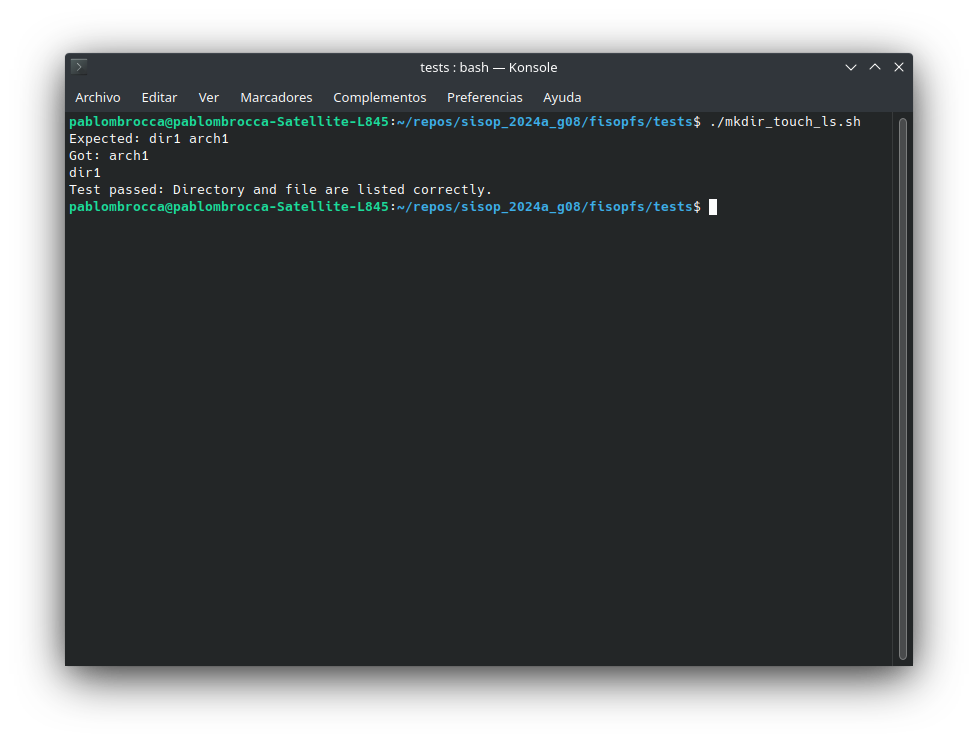 tests : bash — Konsole
Archivo Editar Ver Marcadores Complementos Preferencias Ayuda
pablombrocca@pablombrocca-Satellite-L845:~/repos/sisop_2024a_g08/fisopfs/tests$ ./mkdir_touch_ls.sh
Expected: dir1 arch1
Got: arch1
dir1
Test passed: Directory and file are listed correctly.
pablombrocca@pablombrocca-Satellite-L845:~/repos/sisop_2024a_g08/fisopfs/tests$